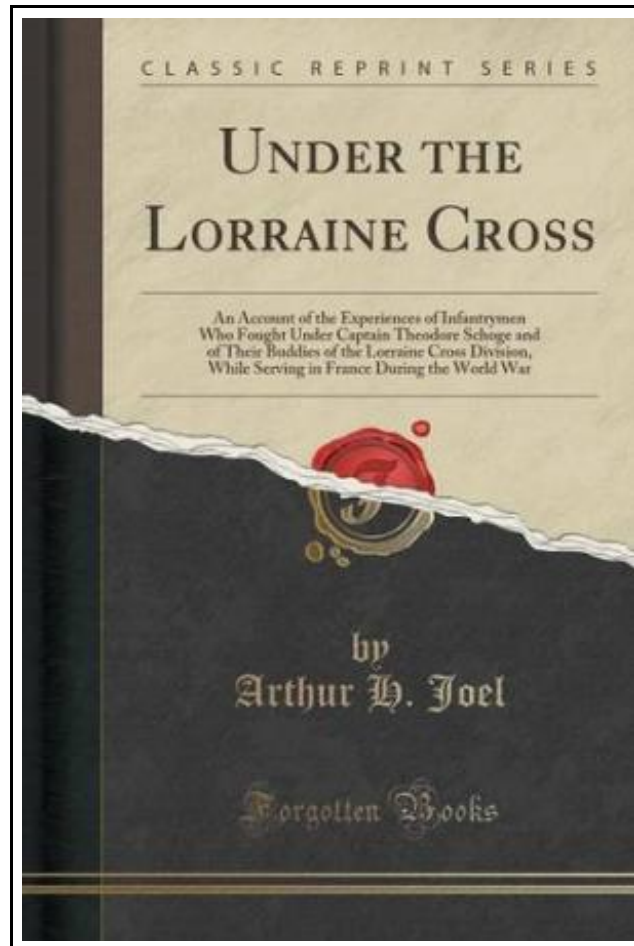 CLASSIC REPRINT SERIES
UNDER THE
LORRAINE CROSS
An Account of the Experiences of Infantrymen
Who Fought Under Captain Theodore Schoge and
of Their Buddies of the Lorraine Cross Division,
While Serving in France During the World War
F
by
Arthur H. Joel
Forgotten Books